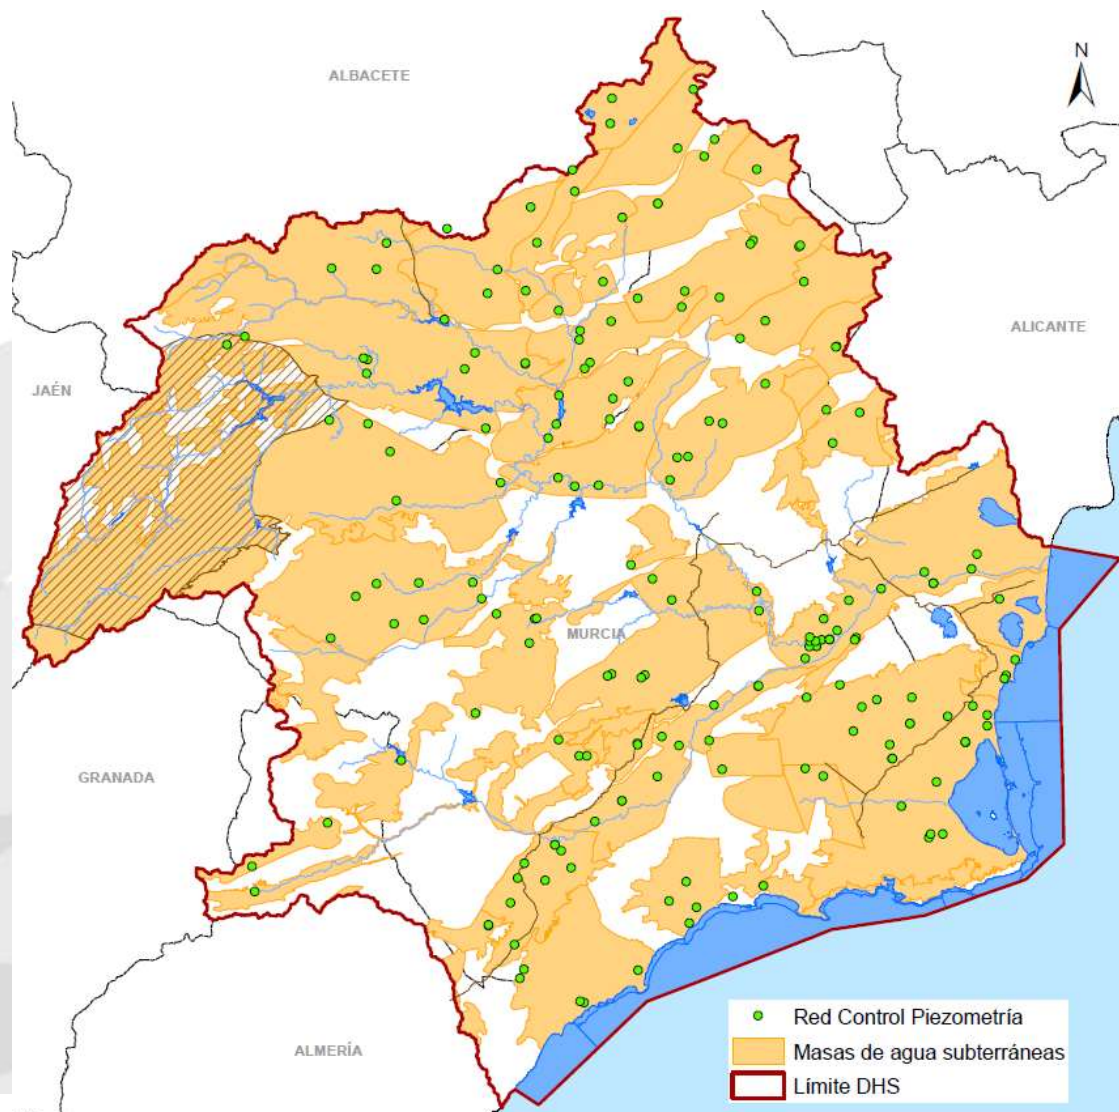 ALBACETE
N
ALICANTE
JAÉN
MURCIA
GRANADA
ALMERÍA
Red Control Piezometría
Masas de agua subterráneas
Límite DHS